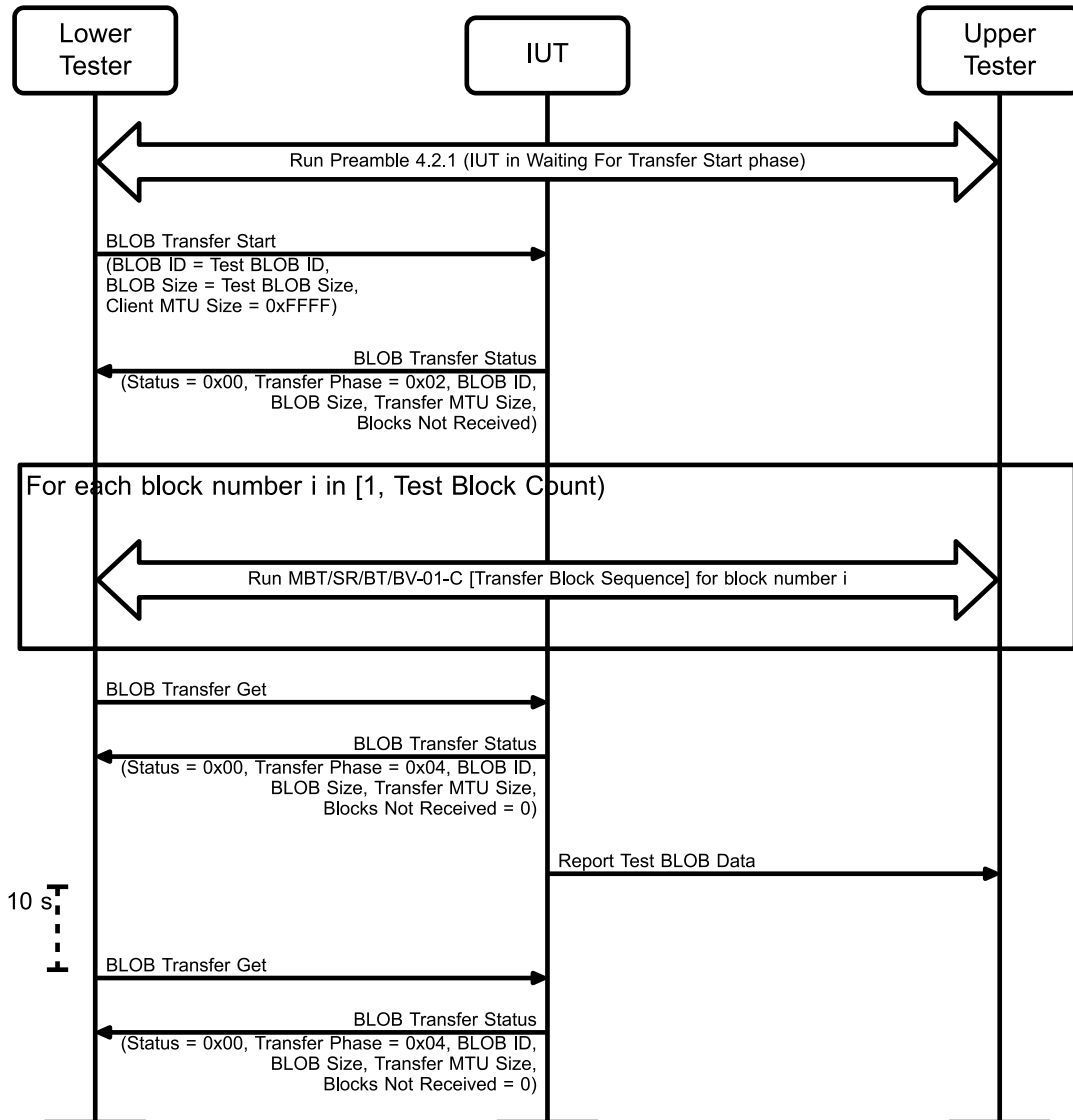 Lower
Tester
IUT
Upper
Tester
Run Preamble 4.2.1 (IUT in Waiting For Transfer Start phase)
BLOB Transfer Start
(BLOB ID = Test BLOB ID,
BLOB Size = Test BLOB Size,
Client MTU Size = 0xFFFF)
BLOB Transfer Status
(Status = 0x00, Transfer Phase = 0x02, BLOB ID,
BLOB Size, Transfer MTU Size,
Blocks Not Received)
For each block number i in [1, Test Block Count)
Run MBT/SR/BT/BV-01-C [Transfer Block Sequence] for block number i
BLOB Transfer Get
BLOB Transfer Status
(Status = 0x00, Transfer Phase = 0x04, BLOB ID,
BLOB Size, Transfer MTU Size,
Blocks Not Received = 0)
Report Test BLOB Data
10 s
BLOB Transfer Get
BLOB Transfer Status
(Status = 0x00, Transfer Phase = 0x04, BLOB ID,
BLOB Size, Transfer MTU Size,
Blocks Not Received = 0)